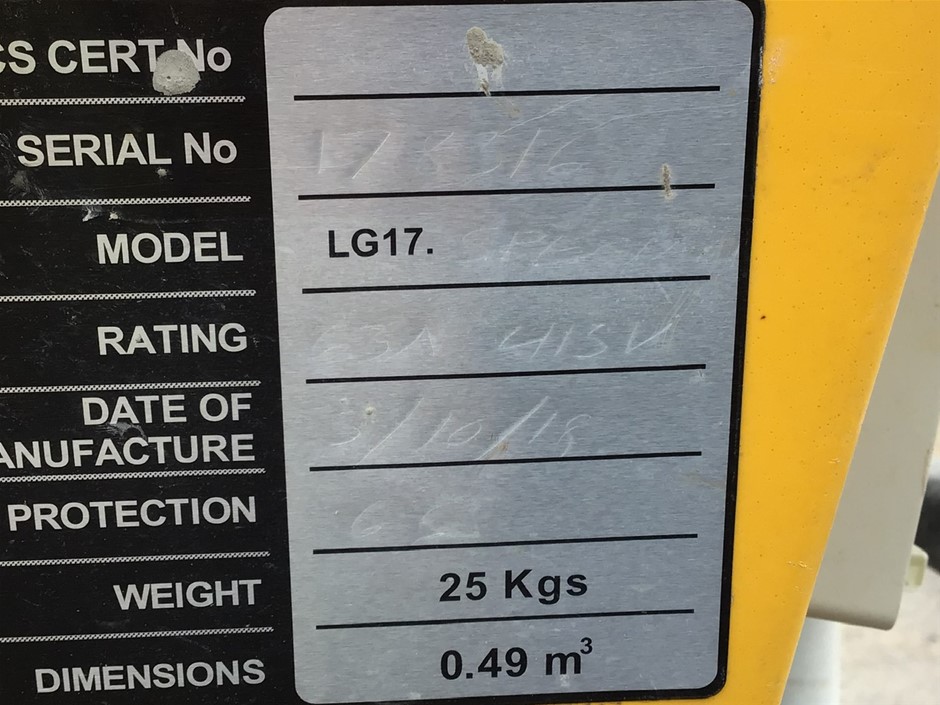 CS CERT No
SERIAL No
MODEL LG17.
RATING 63A 415V
DATE OF
ANUFACTURE 3/10/18
PROTECTION
WEIGHT 25 Kgs
DIMENSIONS 0.49 m³